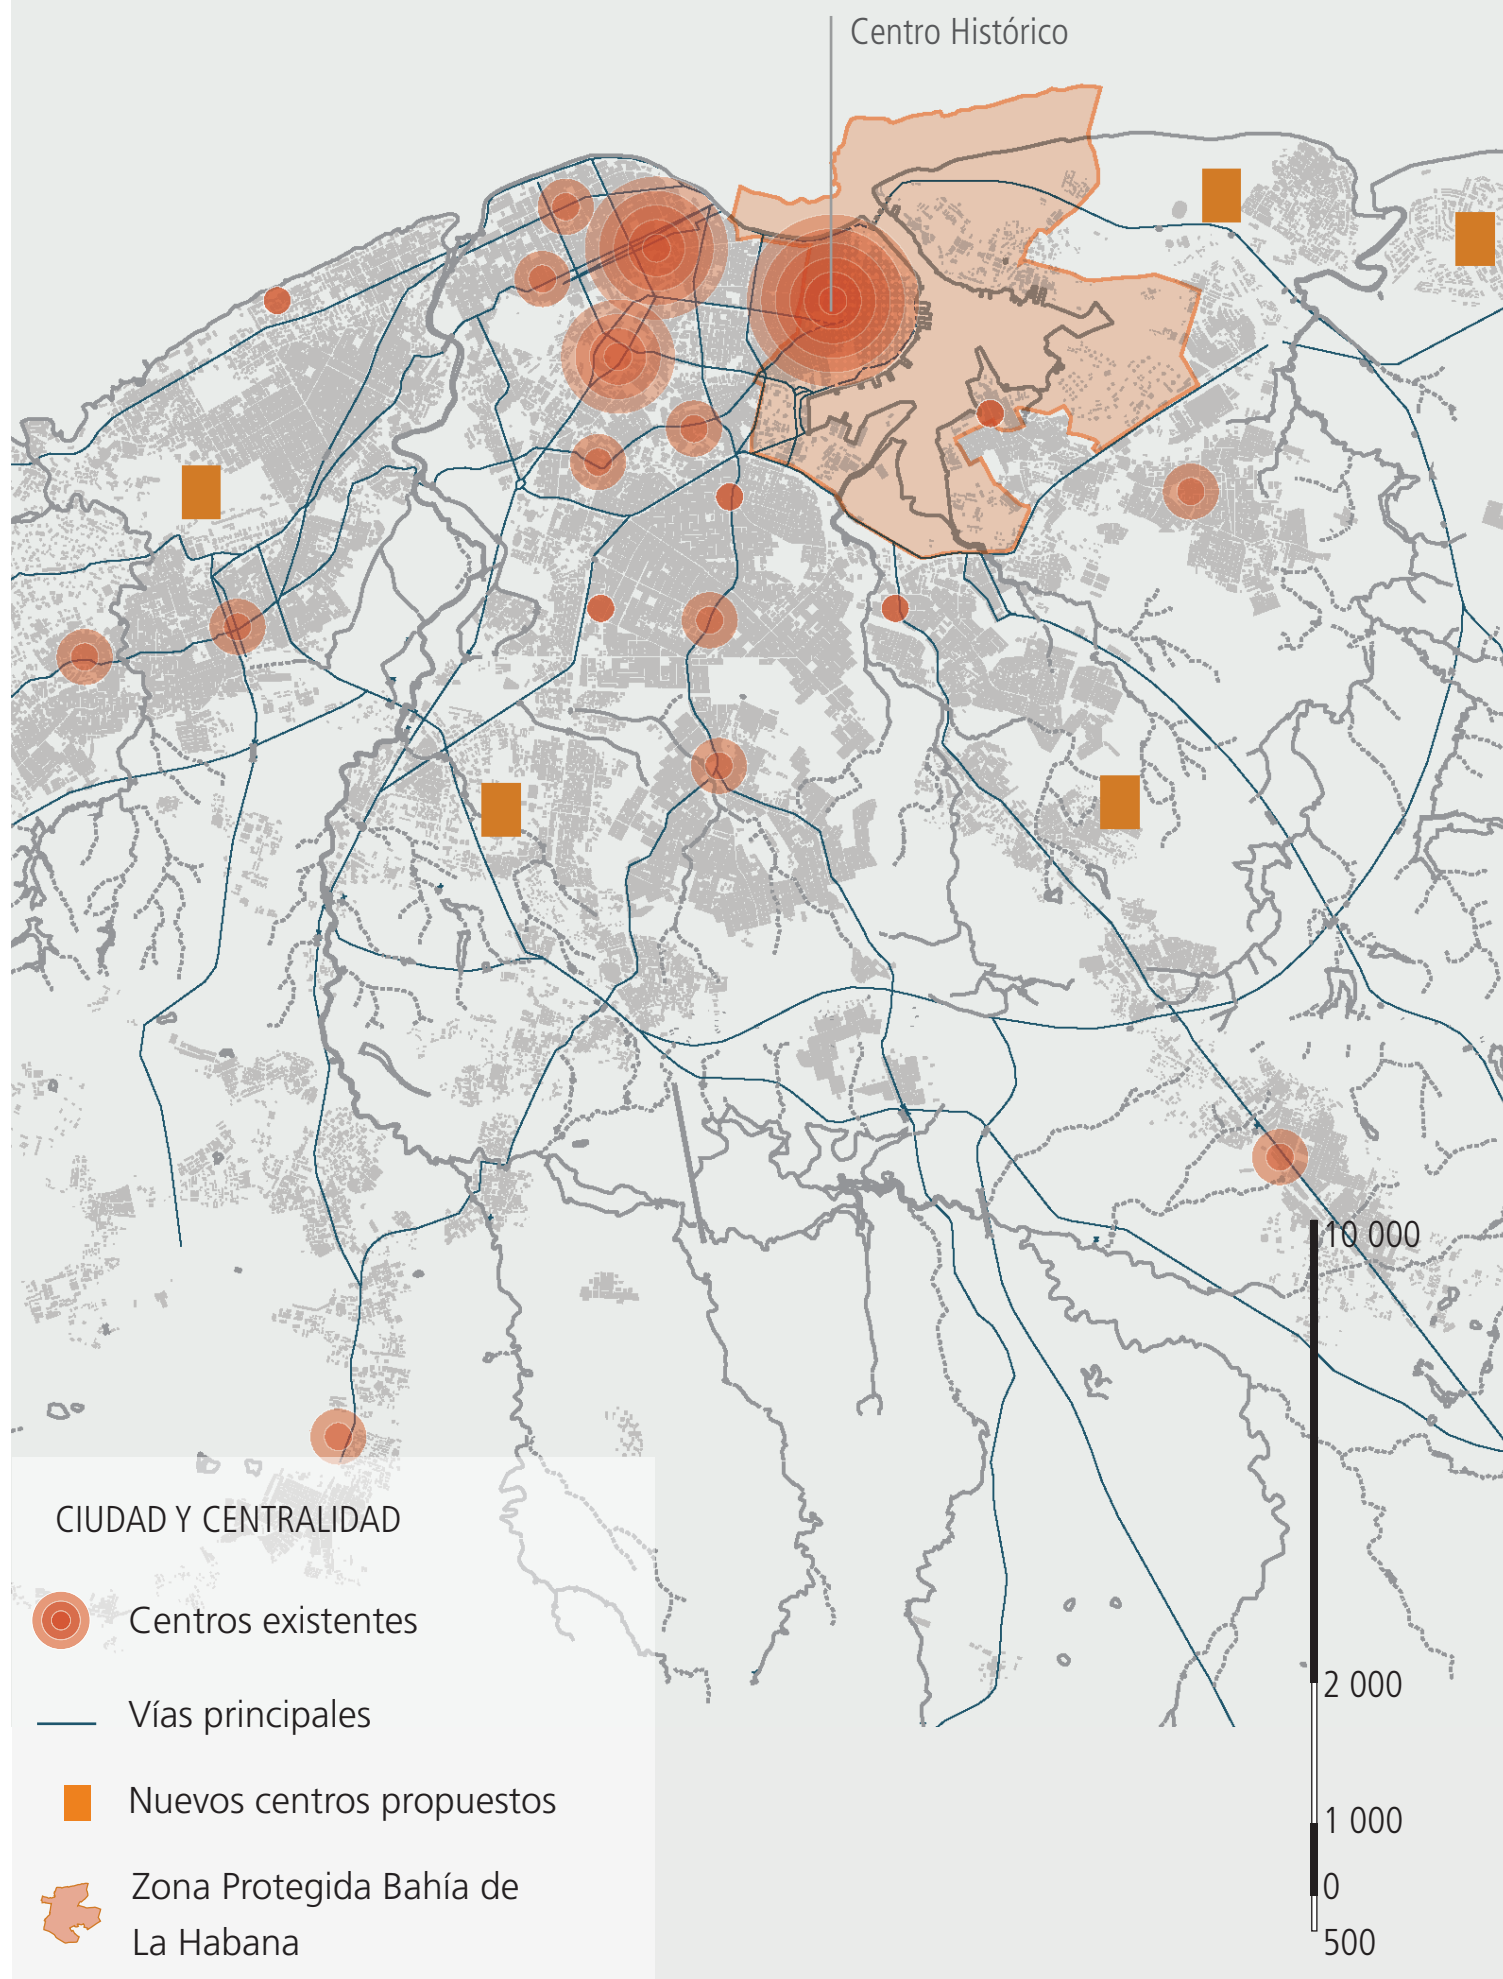 Centro Histórico
CIUDAD Y CENTRALIDAD
Centros existentes
Vías principales
Nuevos centros propuestos
Zona Protegida Bahía de
La Habana
10 000
2 000
1 000
0
500